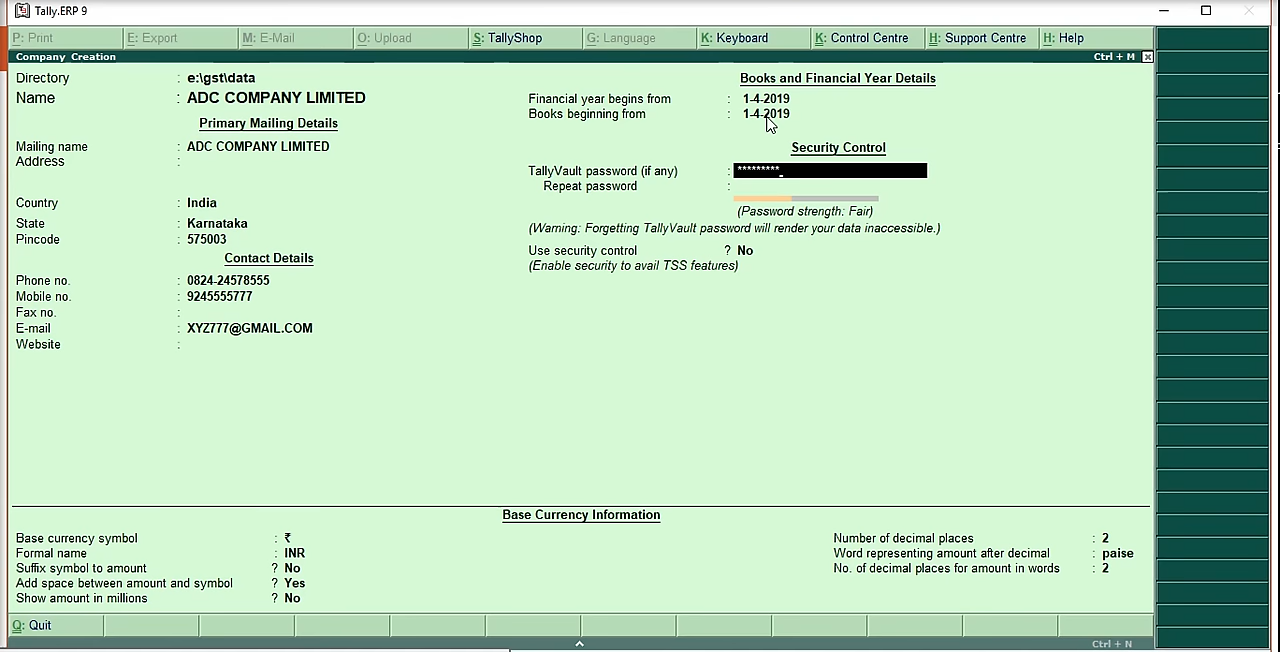 Tally.ERP 9
P: Print E: Export M: E-Mail O: Upload S: TallyShop G: Language K: Keyboard K: Control Centre H: Support Centre H: Help
Company Creation Ctrl + M
Directory : e:\gst\data
Name : ADC COMPANY LIMITED
Primary Mailing Details
Mailing name : ADC COMPANY LIMITED
Address :
Country : India
State : Karnataka
Pincode : 575003
Contact Details
Phone no. : 0824-24578555
Mobile no. : 9245555777
Fax no. :
E-mail : XYZ777@GMAIL.COM
Website :
Books and Financial Year Details
Financial year begins from : 1-4-2019
Books beginning from : 1-4-2019
Security Control
TallyVault password (if any) : *********
Repeat password :
(Password strength: Fair)
(Warning: Forgetting TallyVault password will render your data inaccessible.)
Use security control ? No
(Enable security to avail TSS features)
Base Currency Information
Base currency symbol : ₹
Formal name : INR
Suffix symbol to amount ? No
Add space between amount and symbol ? Yes
Show amount in millions ? No
Number of decimal places : 2
Word representing amount after decimal : paise
No. of decimal places for amount in words : 2
Q: Quit
Ctrl + N